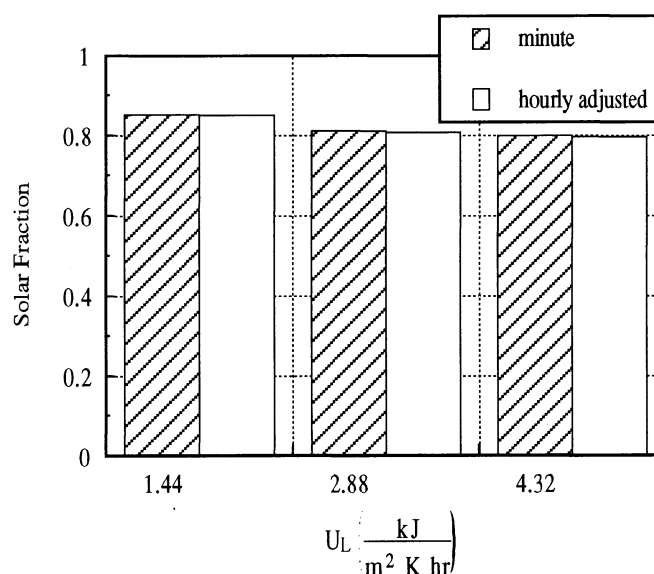 minute
hourly adjusted
1
0.8
0.6
0.4
0.2
0
Solar Fraction
1.44 2.88 4.32
U_L (kJ / m² K hr)